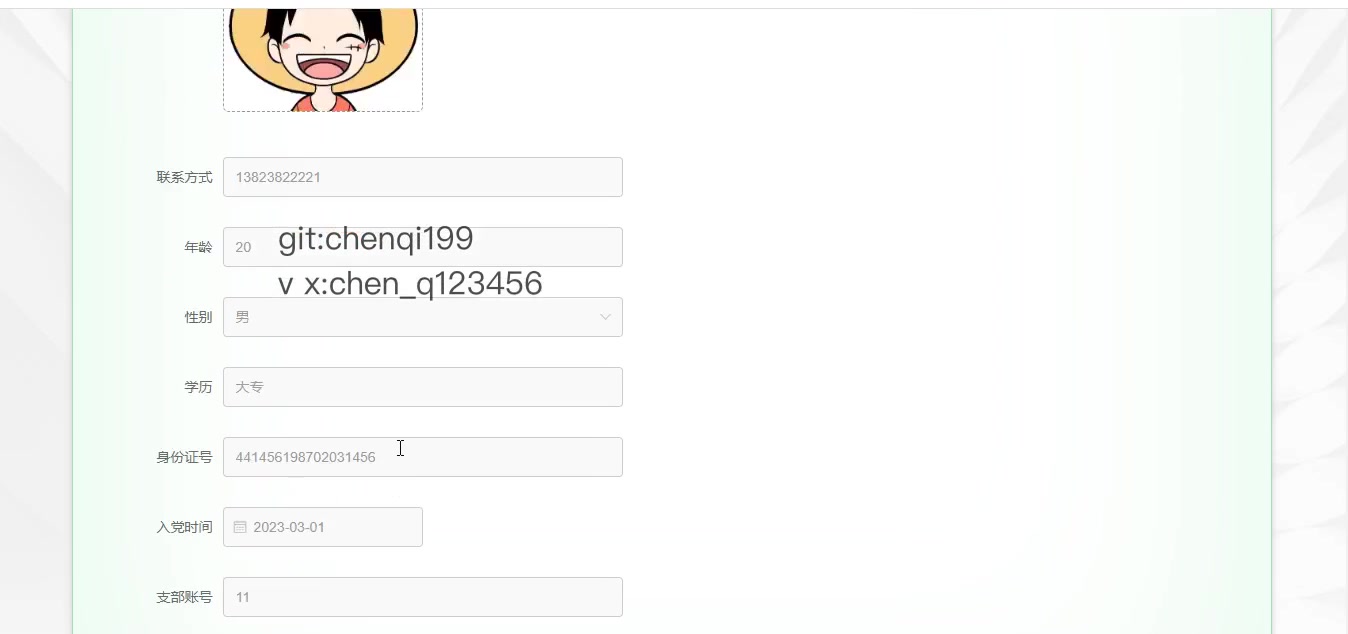 联系方式 13823822221
年龄 20
git:chenqi199
v x:chen_q123456
性别 男
学历 大专
身份证号 441456198702031456
入党时间 2023-03-01
支部账号 11